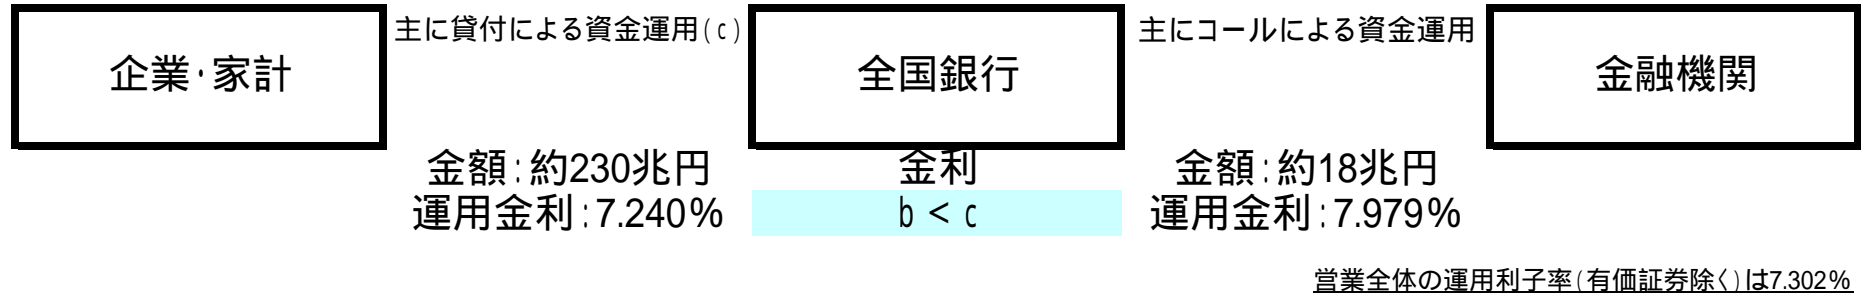 主に貸付による資金運用(c)
主にコールによる資金運用
企業・家計
全国銀行
金融機関
金額:約230兆円
金利
金額:約18兆円
運用金利:7.240%
b < c
運用金利:7.979%
営業全体の運用利子率(有価証券除く)は7.302%